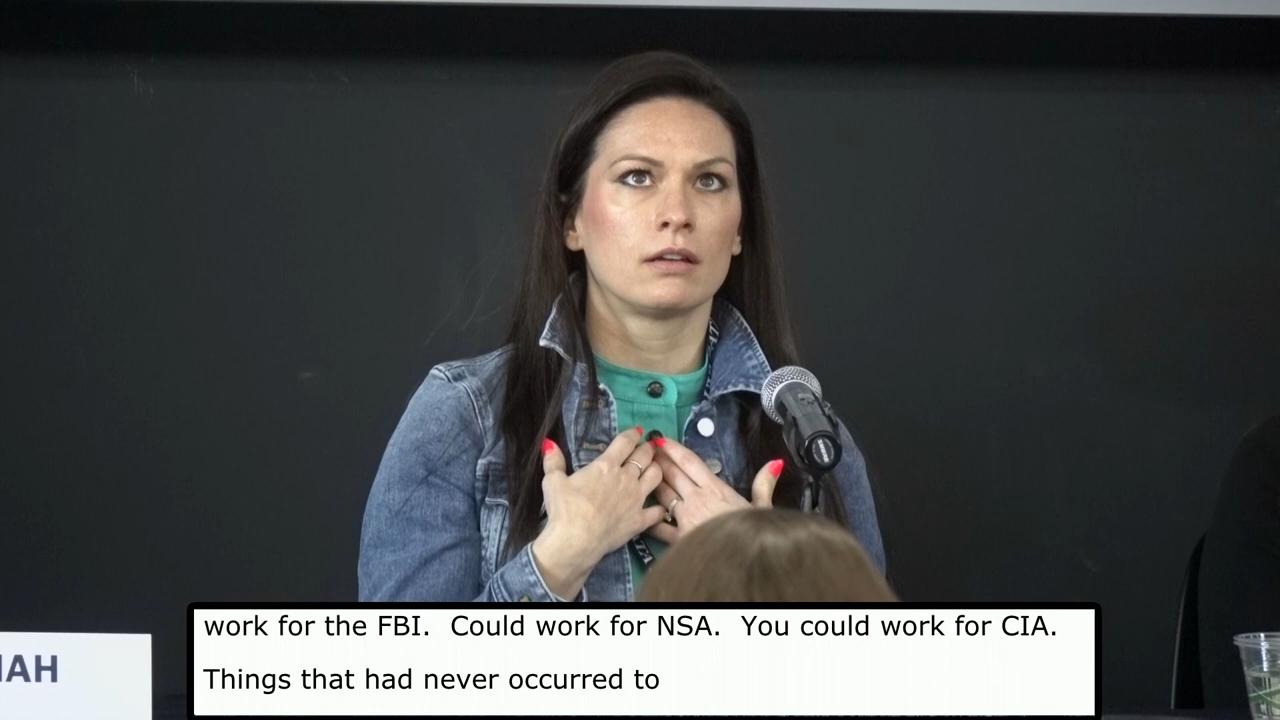 IAH
work for the FBI.  Could work for NSA.  You could work for CIA.
Things that had never occurred to